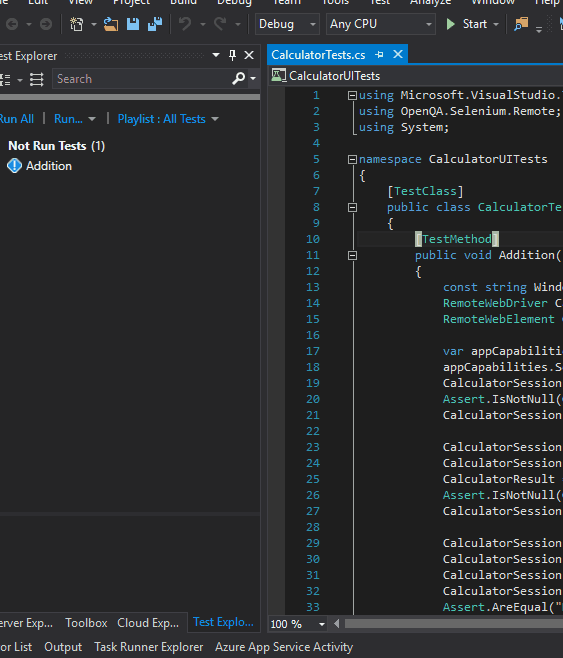 Edit View Project Build Debug Team Tools Test Analyze Window Help
Debug Any CPU Start
est Explorer
Search
Run All Run... Playlist : All Tests
Not Run Tests (1)
Addition
CalculatorTests.cs
CalculatorUITests
1 using Microsoft.VisualStudio.
2 using OpenQA.Selenium.Remote;
3 using System;
4
5 namespace CalculatorUITests
6 {
7 [TestClass]
8 public class CalculatorTe
9 {
10 [TestMethod]
11 public void Addition(
12 {
13 const string Windo
14 RemoteWebDriver C
15 RemoteWebElement
16
17 var appCapabiliti
18 appCapabilities.S
19 CalculatorSession
20 Assert.IsNotNull(
21 CalculatorSession
22
23 CalculatorSession
24 CalculatorSession
25 CalculatorResult
26 Assert.IsNotNull(
27 CalculatorSession
28
29 CalculatorSession
30 CalculatorSession
31 CalculatorSession
32 CalculatorSession
33 Assert.AreEqual("
100 %
erver Exp... Toolbox Cloud Exp... Test Explo...
or List Output Task Runner Explorer Azure App Service Activity